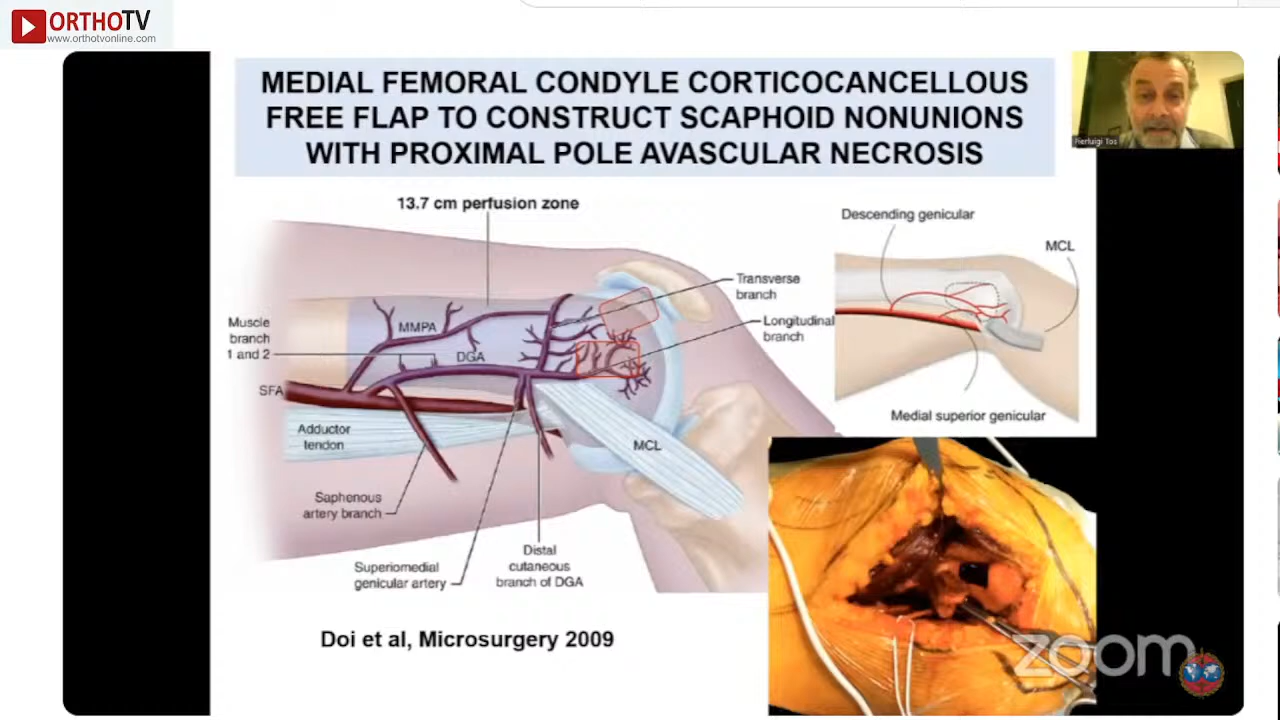 ORTHOTV
www.orthotvonline.com
MEDIAL FEMORAL CONDYLE CORTICOCANCELLOUS
FREE FLAP TO CONSTRUCT SCAPHOID NONUNIONS
WITH PROXIMAL POLE AVASCULAR NECROSIS
Pierluigi Tos
13.7 cm perfusion zone
Transverse
branch
Longitudinal
branch
Muscle
branch
1 and 2
MMPA
DGA
SFA
Adductor
tendon
MCL
Saphenous
artery branch
Superiomedial
genicular artery
Distal
cutaneous
branch of DGA
Descending genicular
MCL
Medial superior genicular
Doi et al, Microsurgery 2009
zoom